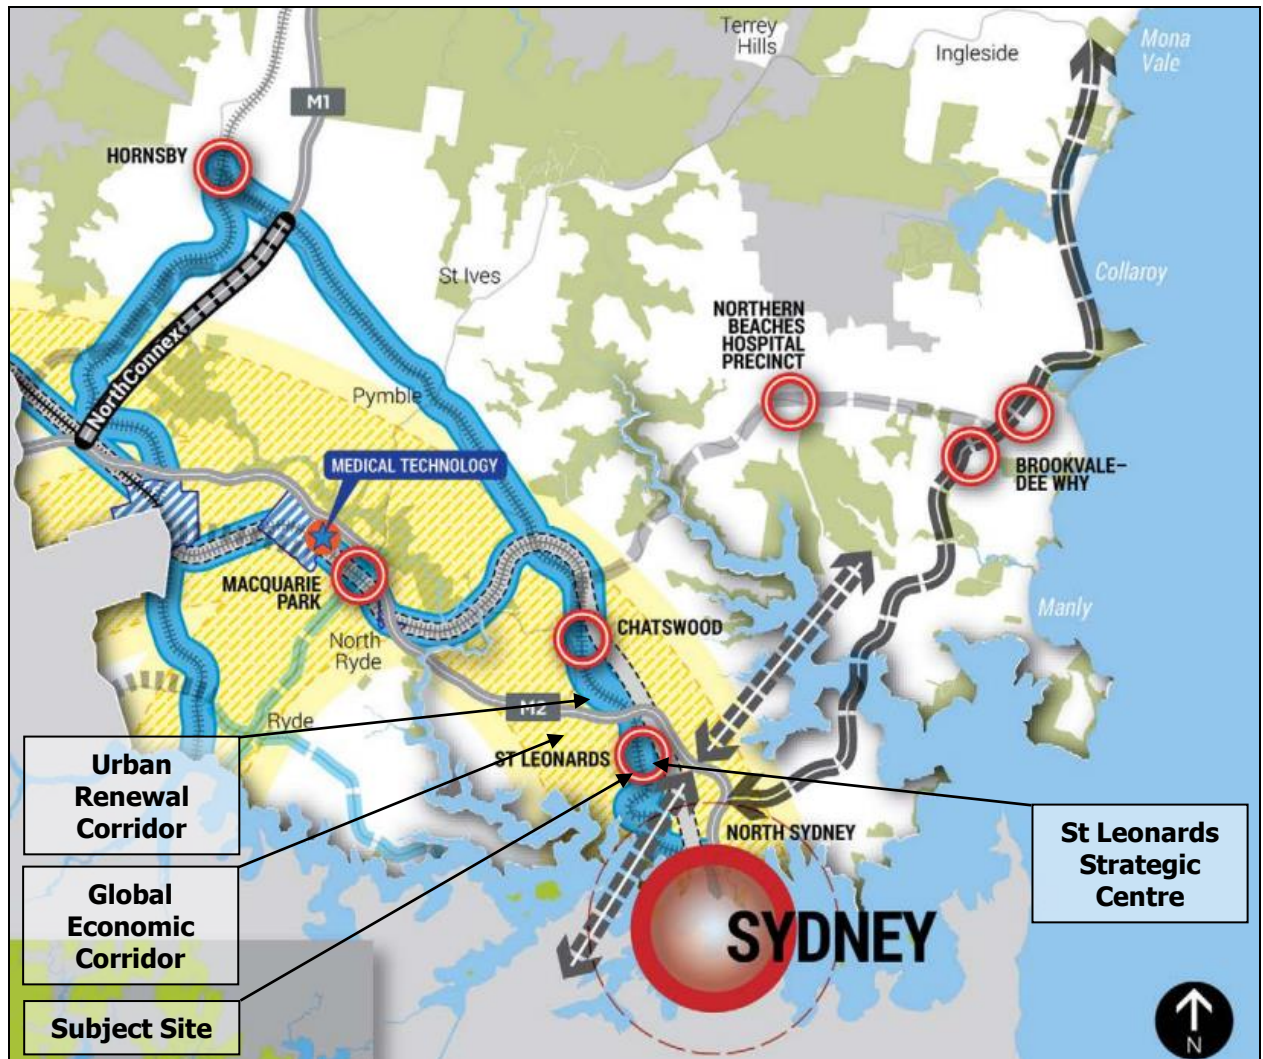 Terrey
Hills
Ingleside
Mona
Vale
M1
HORNSBY
Collaroy
St Ives
NORTHERN
BEACHES
HOSPITAL
PRECINCT
NorthConnex
Pymble
MEDICAL TECHNOLOGY
BROOKVALE–
DEE WHY
MACQUARIE
PARK
North
Ryde
CHATSWOOD
Manly
M2
Ryde
ST LEONARDS
Urban
Renewal
Corridor
NORTH SYDNEY
St Leonards
Strategic
Centre
Global
Economic
Corridor
SYDNEY
Subject Site
N